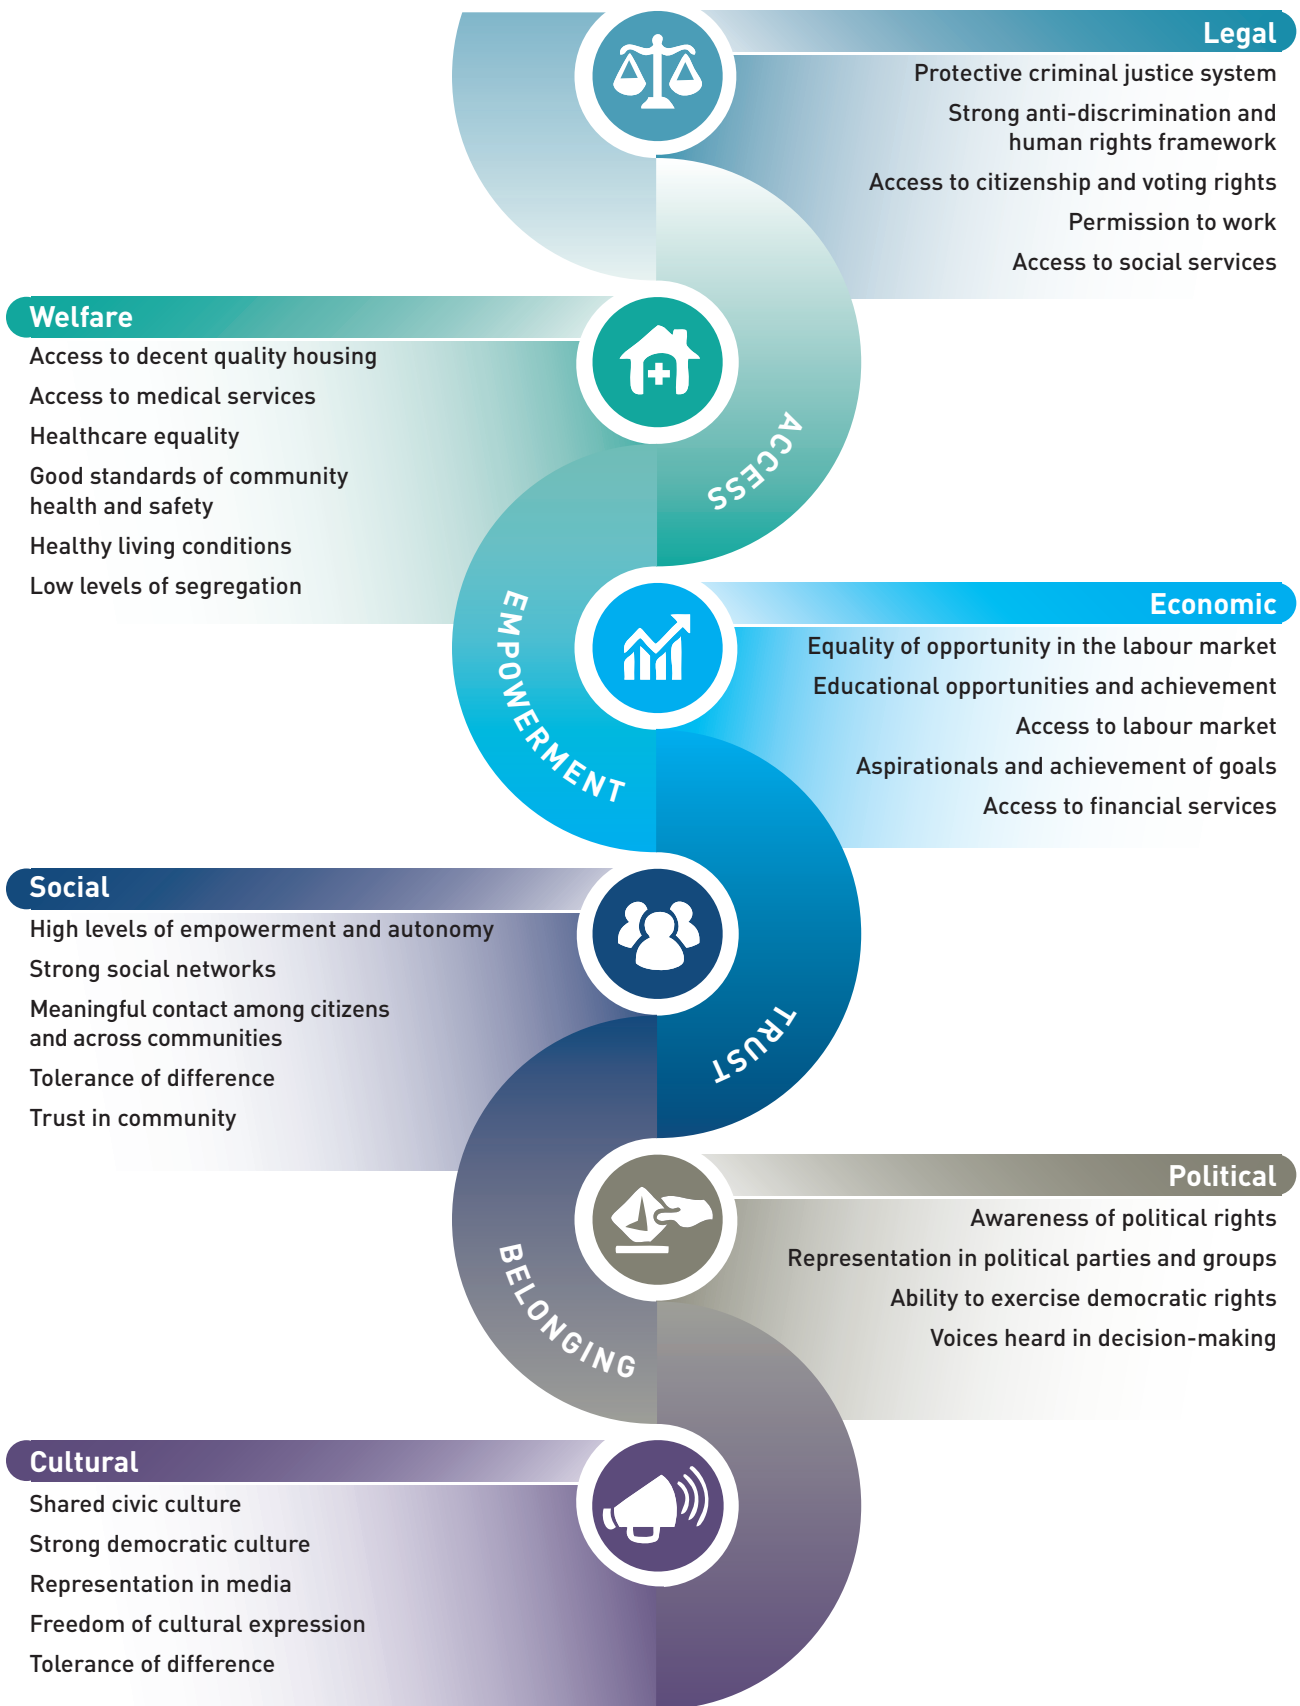 Legal
Protective criminal justice system
Strong anti-discrimination and
human rights framework
Access to citizenship and voting rights
Permission to work
Access to social services
Welfare
Access to decent quality housing
Access to medical services
Healthcare equality
Good standards of community
health and safety
Healthy living conditions
Low levels of segregation
ACCESS
EMPOWERMENT
Economic
Equality of opportunity in the labour market
Educational opportunities and achievement
Access to labour market
Aspirationals and achievement of goals
Access to financial services
Social
High levels of empowerment and autonomy
Strong social networks
Meaningful contact among citizens
and across communities
Tolerance of difference
Trust in community
TRUST
BELONGING
Political
Awareness of political rights
Representation in political parties and groups
Ability to exercise democratic rights
Voices heard in decision-making
Cultural
Shared civic culture
Strong democratic culture
Representation in media
Freedom of cultural expression
Tolerance of difference